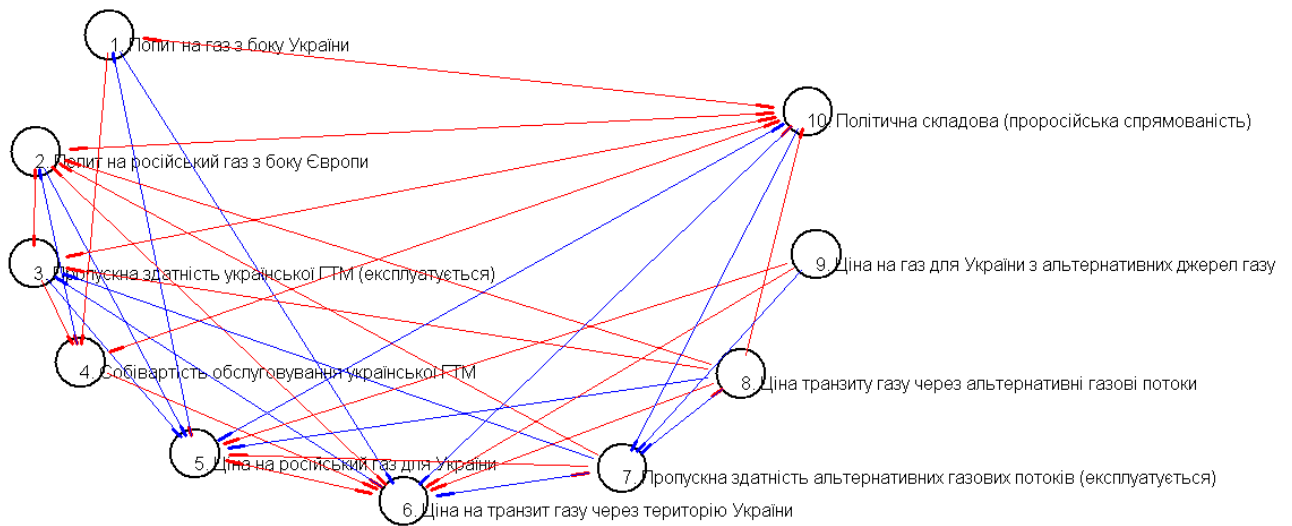 1. Попит на газ з боку України
10. Політична складова (проросійська спрямованість)
2. Попит на російський газ з боку Європи
3. Пропускна здатність української ГТМ (експлуатується)
9. Ціна на газ для України з альтернативних джерел газу
4. Собівартість обслуговування української ГТМ
8. Ціна транзиту газу через альтернативні газові потоки
5. Ціна на російський газ для України
7. Пропускна здатність альтернативних газових потоків (експлуатується)
6. Ціна на транзит газу через територію України